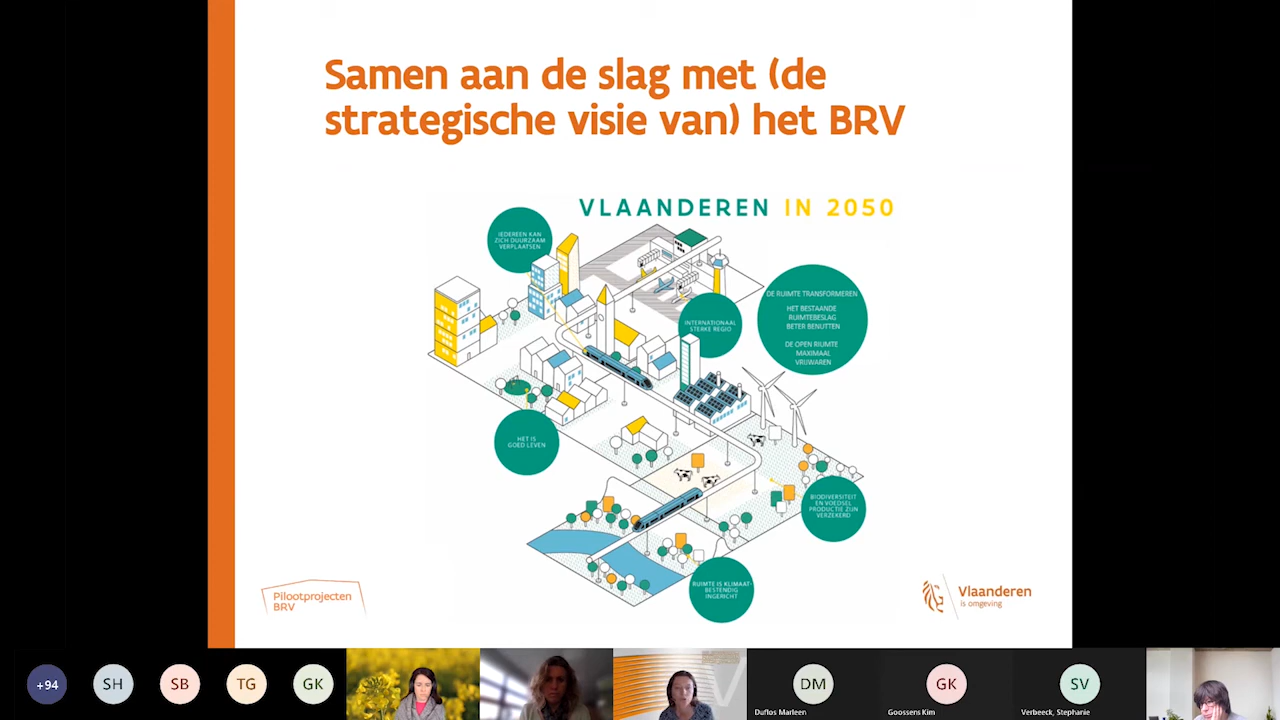 Samen aan de slag met (de
strategische visie van) het BRV
VLAANDEREN IN 2050
IEDEREEN KAN
ZICH DUURZAAM
VERPLAATSEN
INTERNATIONAAL
STERKE REGIO
DE RUIMTE TRANSFORMEREN
HET BESTAANDE
RUIMTEBESLAG
BETER BENUTTEN
DE OPEN RIUMTE
MAXIMAAL
VRIJWAREN
HET IS
GOED LEVEN
BIODIVERSITEIT
EN VOEDSEL
PRODUCTIE ZIJN
VERZEKERD
RUIMTE IS KLIMAAT-
BESTENDIG
INGERICHT
Pilootprojecten
BRV
Vlaanderen
is omgeving
+94
SH
SB
TG
GK
DM
GK
SV
Duflos Marleen
Goossens Kim
Verbeeck, Stephanie